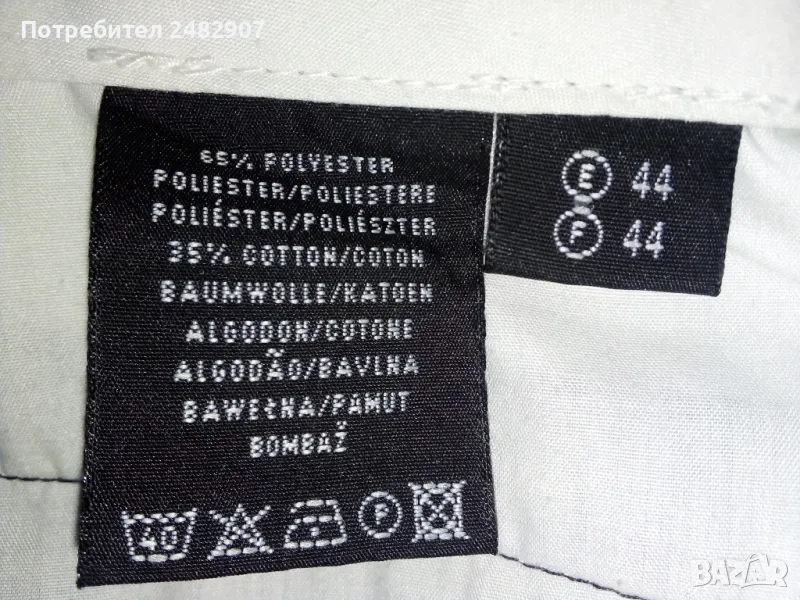 Потребител 2482907
65% POLYESTER
POLIESTER/POLIESTERE
POLIÉSTER/POLIÉSZTER
35% COTTON/COTON
BAUMWOLLE/KATOEN
ALGODON/COTONE
ALGODÃO/BAVLNA
BAWEŁNA/PAMUT
BOMBAŽ
40 P
E 44
F 44
BAZAR